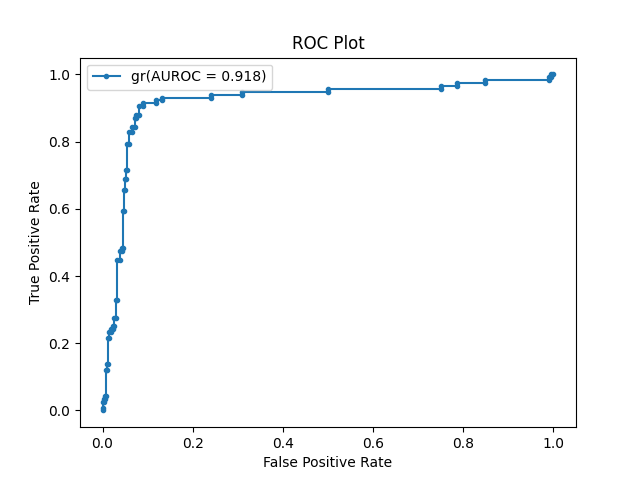 ROC Plot
gr(AUROC = 0.918)
True Positive Rate
1.0
0.8
0.6
0.4
0.2
0.0
0.0 0.2 0.4 0.6 0.8 1.0
False Positive Rate